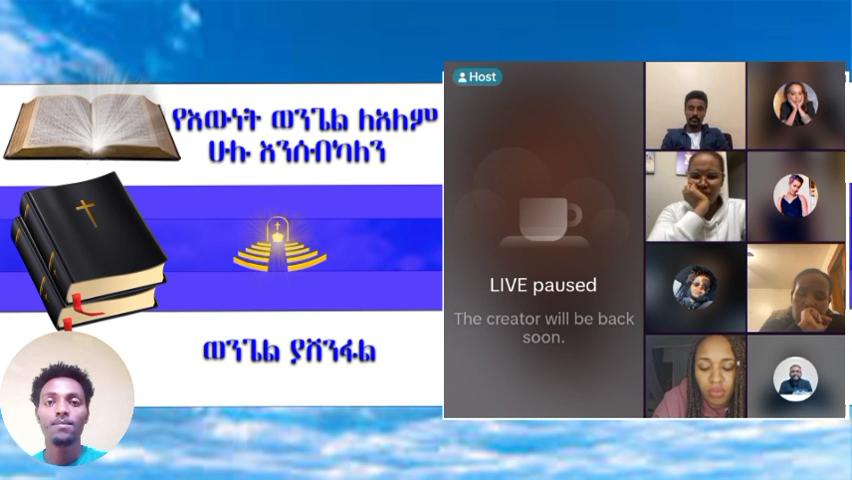 የእውነት ወንጌል ለአለም
ሁሉ እንሰብካለን
ወንጌል ያሸንፋል
Host
LIVE paused
The creator will be back
soon.